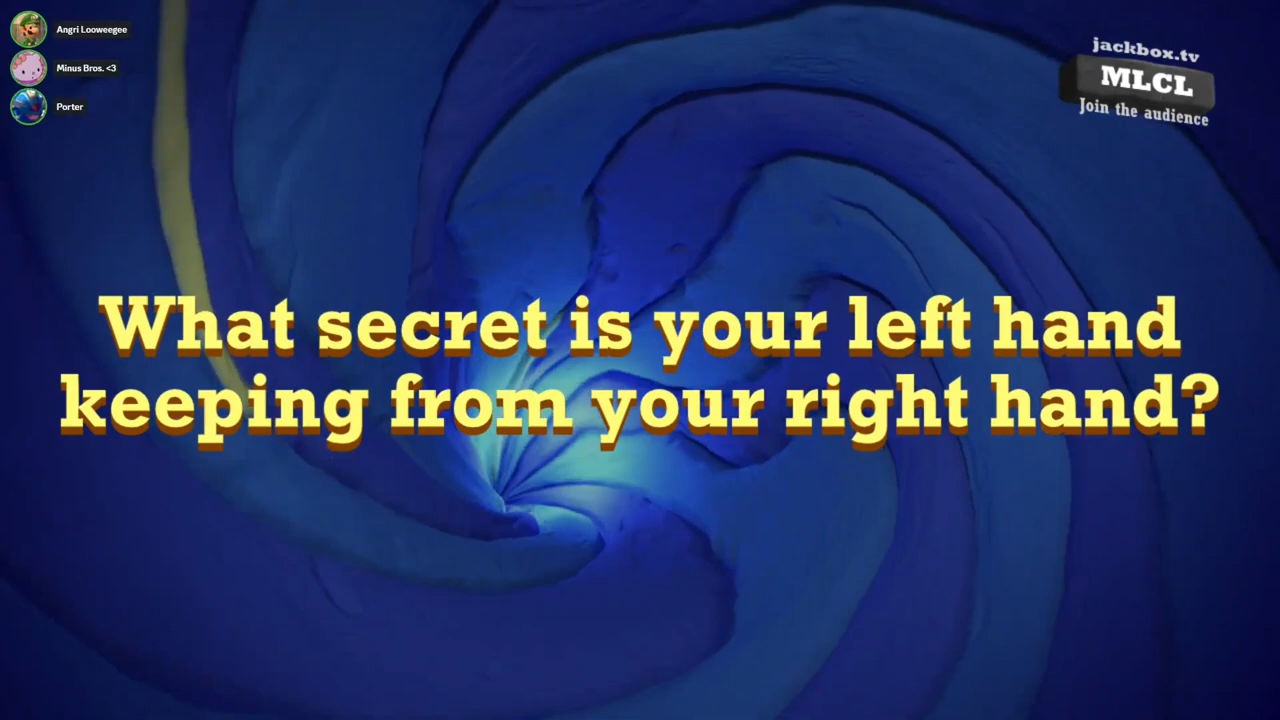 Angri Looweegee
Minus Bros. <3
Porter
jackbox.tv
MLCL
Join the audience
What secret is your left hand
keeping from your right hand?